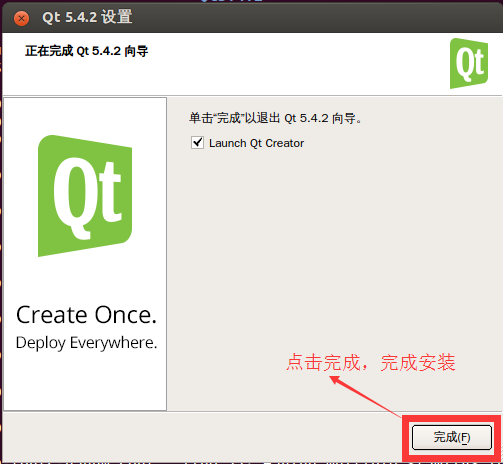 Qt 5.4.2 设置
正在完成 Qt 5.4.2 向导
Qt
Qt
单击“完成”以退出 Qt 5.4.2 向导。
Launch Qt Creator
Create Once.
Deploy Everywhere.
点击完成，完成安装
完成(F)